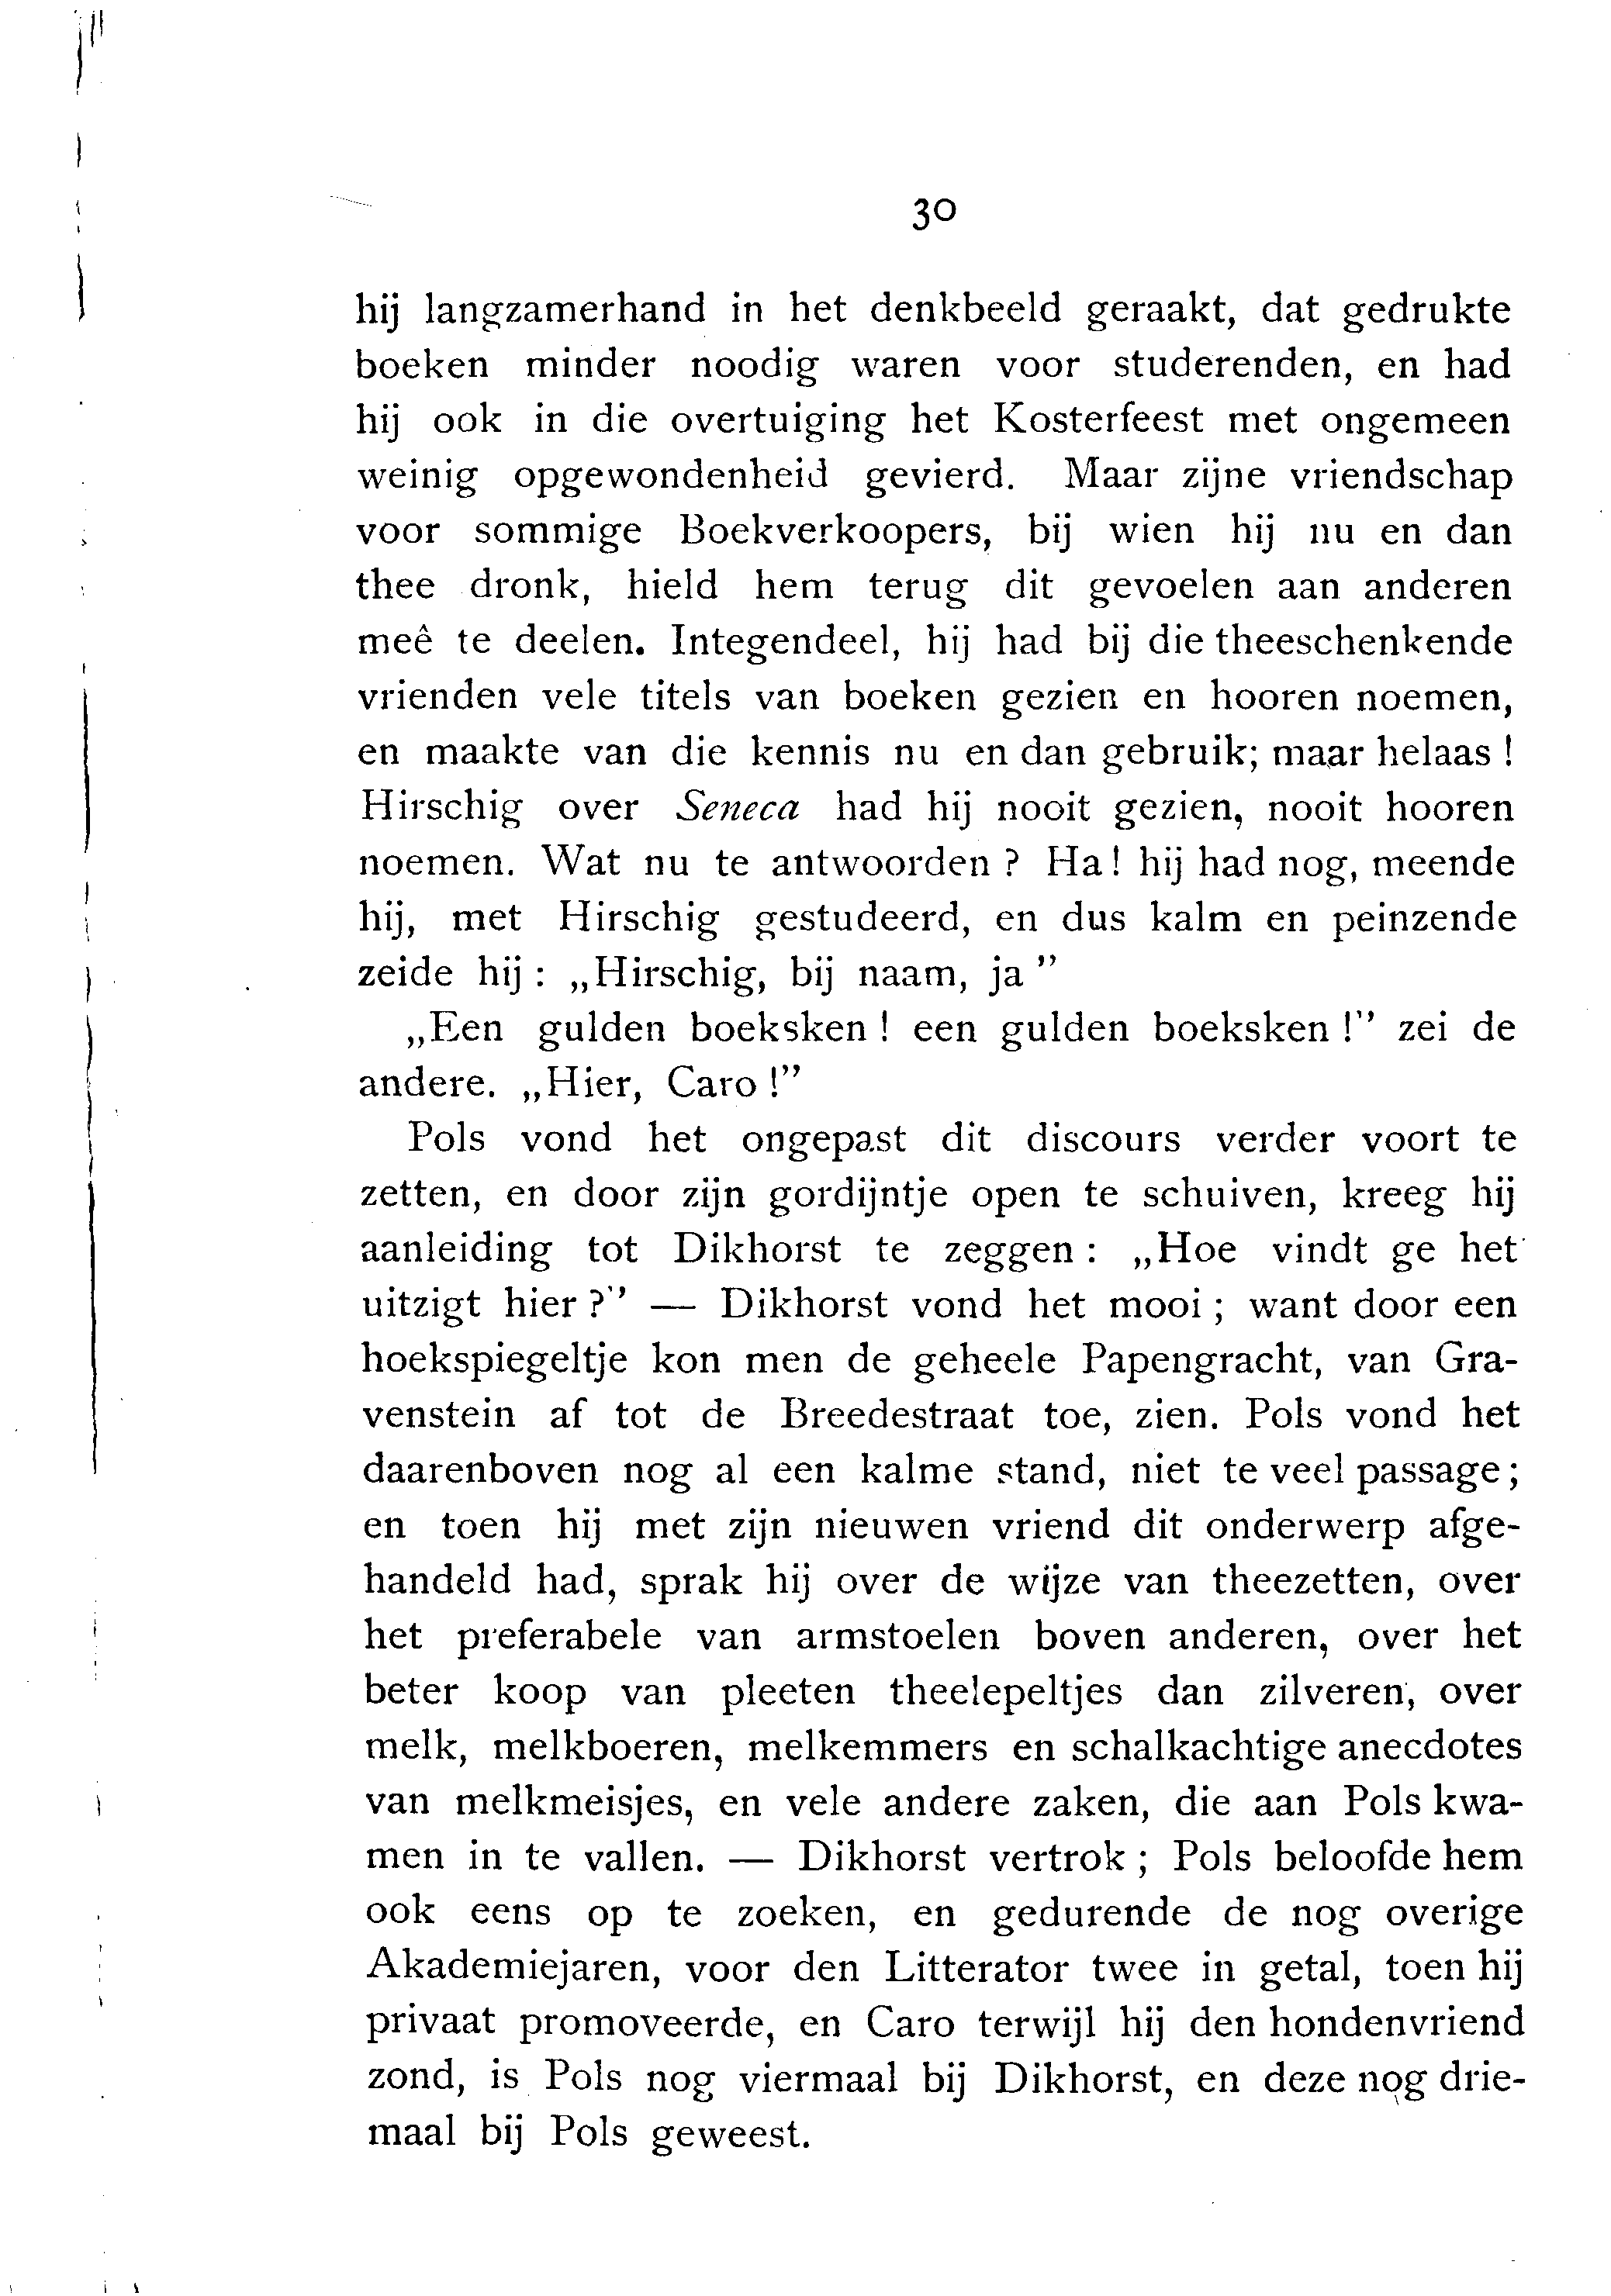 30
hij langzamerhand in het denkbeeld geraakt, dat gedrukte
boeken minder noodig waren voor studerenden, en had
hij ook in die overtuiging het Kosterfeest met ongemeen
weinig opgewondenheid gevierd. Maar zijne vriendschap
voor sommige Boekverkoopers, bij wien hij nu en dan
thee dronk, hield hem terug dit gevoelen aan anderen
meê te deelen. Integendeel, hij had bij die theeschenkende
vrienden vele titels van boeken gezien en hooren noemen,
en maakte van die kennis nu en dan gebruik; maar helaas !
Hirschig over Seneca had hij nooit gezien, nooit hooren
noemen. Wat nu te antwoorden ? Ha! hij had nog, meende
hij, met Hirschig gestudeerd, en dus kalm en peinzende
zeide hij : „Hirschig, bij naam, ja ”
„Een gulden boeksken ! een gulden boeksken !” zei de
andere. „Hier, Caro !”
Pols vond het ongepast dit discours verder voort te
zetten, en door zijn gordijntje open te schuiven, kreeg hij
aanleiding tot Dikhorst te zeggen : „Hoe vindt ge het
uitzigt hier ?” — Dikhorst vond het mooi ; want door een
hoekspiegeltje kon men de geheele Papengracht, van Gra-
venstein af tot de Breedestraat toe, zien. Pols vond het
daarenboven nog al een kalme stand, niet te veel passage;
en toen hij met zijn nieuwen vriend dit onderwerp afge-
handeld had, sprak hij over de wijze van theezetten, over
het preferabele van armstoelen boven anderen, over het
beter koop van pleeten theelepeltjes dan zilveren, over
melk, melkboeren, melkemmers en schalkachtige anecdotes
van melkmeisjes, en vele andere zaken, die aan Pols kwa-
men in te vallen. — Dikhorst vertrok ; Pols beloofde hem
ook eens op te zoeken, en gedurende de nog overige
Akademiejaren, voor den Litterator twee in getal, toen hij
privaat promoveerde, en Caro terwijl hij den hondenvriend
zond, is Pols nog viermaal bij Dikhorst, en deze nog drie-
maal bij Pols geweest.